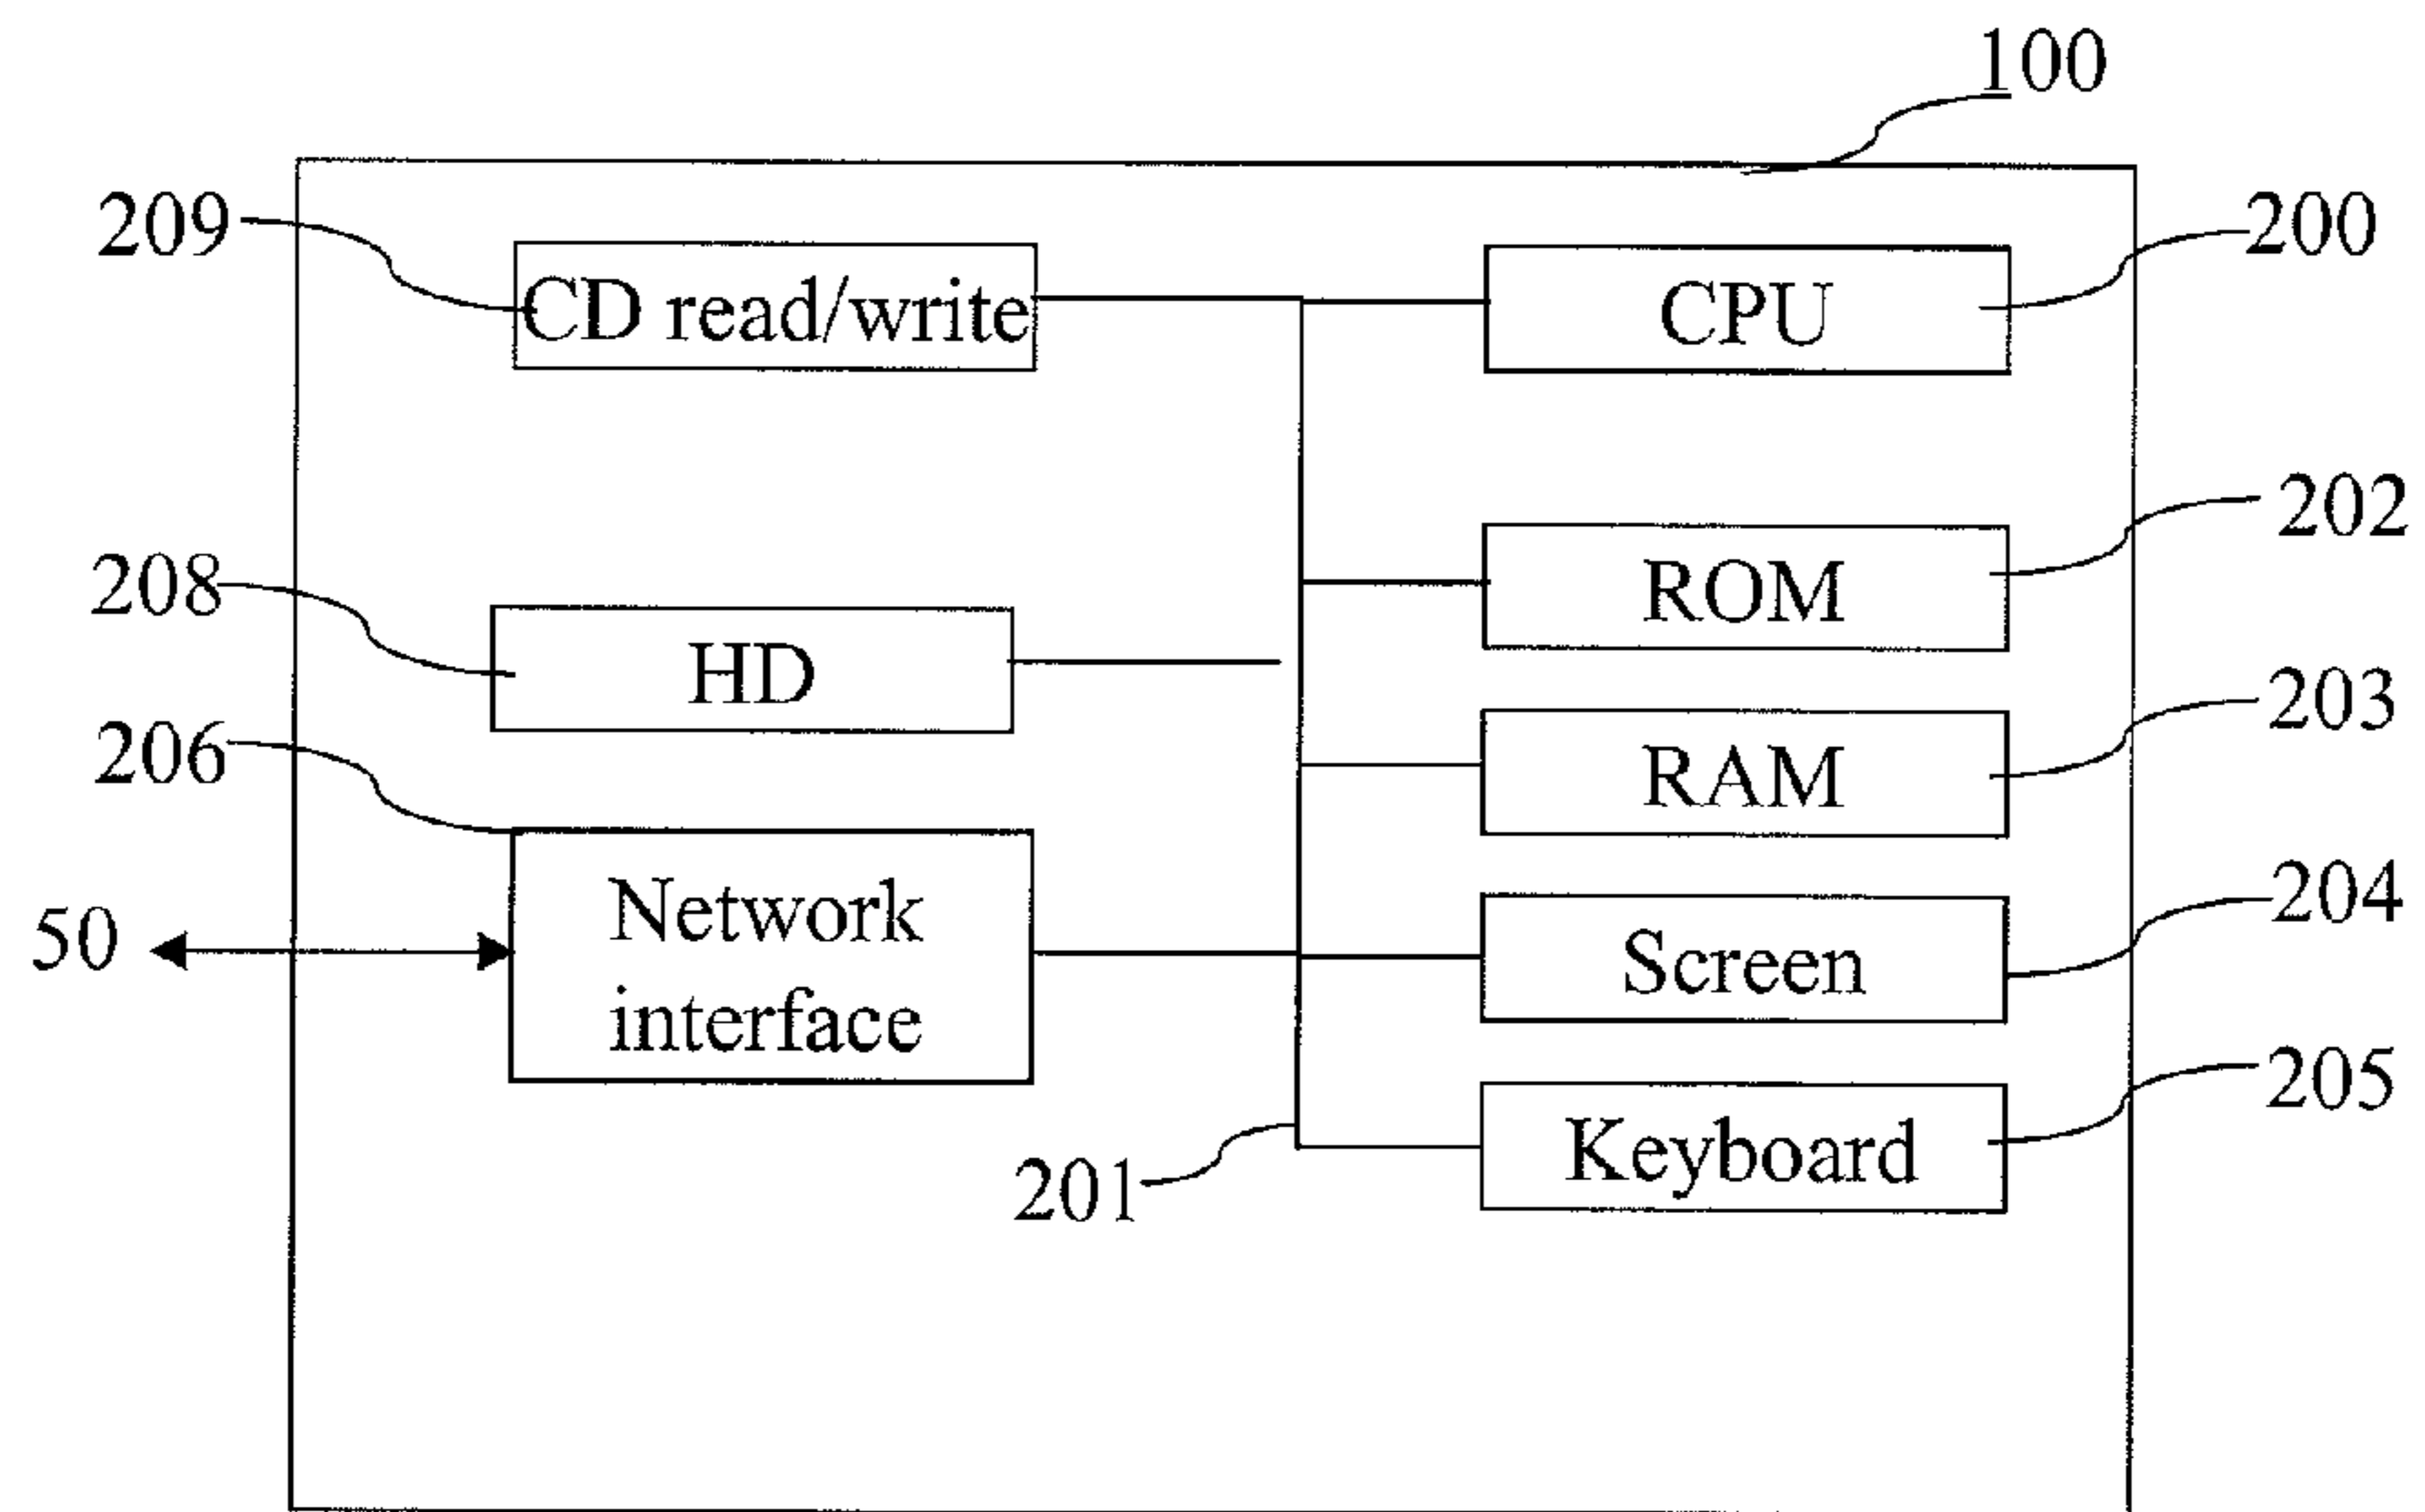 100
209
CD read/write
CPU
200
208
HD
ROM
202
206
RAM
203
50
Network
interface
Screen
204
201
Keyboard
205